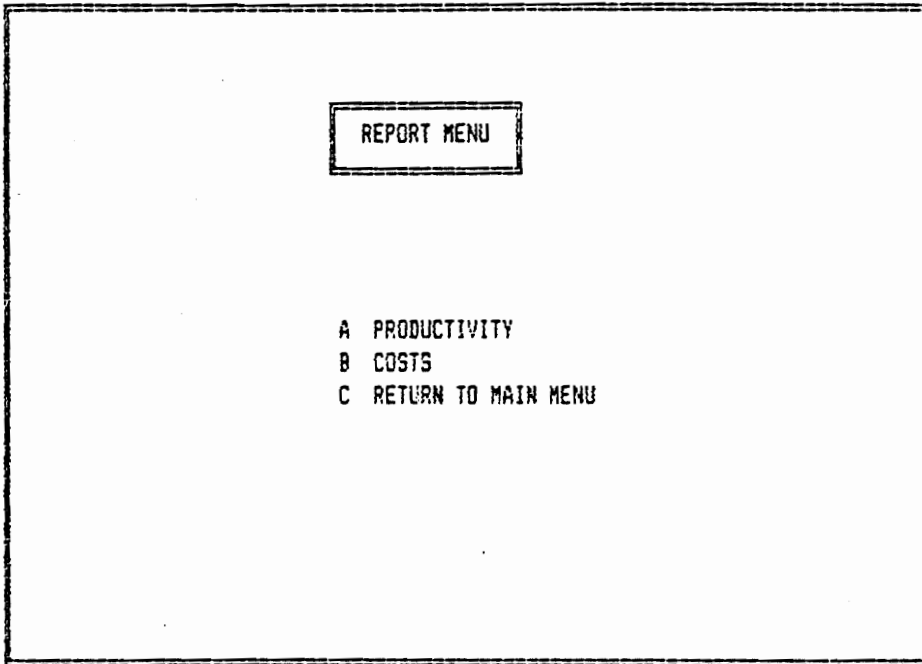 REPORT MENU
A PRODUCTIVITY
B COSTS
C RETURN TO MAIN MENU